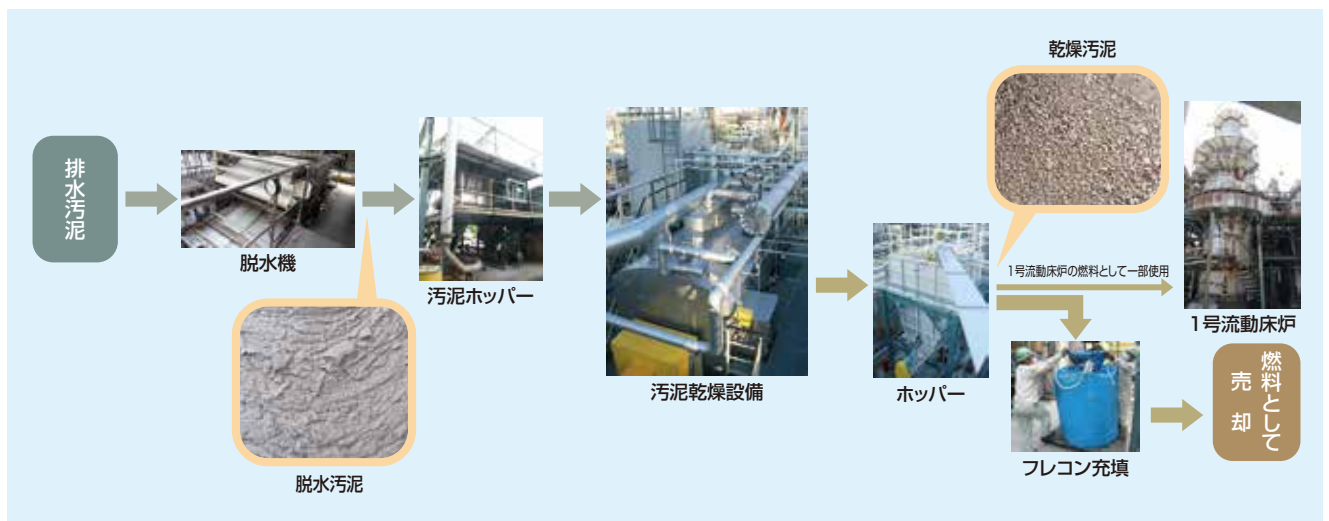 排水汚泥
脱水機
脱水汚泥
汚泥ホッパー
汚泥乾燥設備
ホッパー
乾燥汚泥
1号流動床炉の燃料として一部使用
1号流動床炉
フレコン充填
燃料として
売却